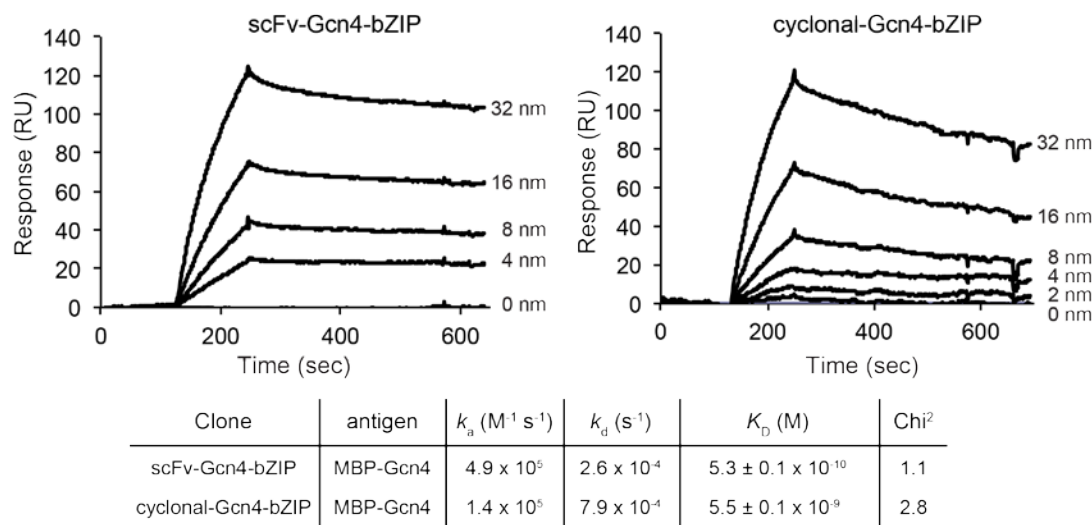 scFv-Gcn4-bZIP
140
120
100
80
60
40
20
0
Response (RU)
32 nm
16 nm
8 nm
4 nm
0 nm
0 200 400 600
Time (sec)
cyclonal-Gcn4-bZIP
140
120
100
80
60
40
20
0
Response (RU)
32 nm
16 nm
8 nm
4 nm
2 nm
0 nm
0 200 400 600
Time (sec)
Clone antigen kₐ (M⁻¹ s⁻¹) k_d (s⁻¹) K_D (M) Chi²
scFv-Gcn4-bZIP MBP-Gcn4 4.9 x 10⁵ 2.6 x 10⁻⁴ 5.3 ± 0.1 x 10⁻¹⁰ 1.1
cyclonal-Gcn4-bZIP MBP-Gcn4 1.4 x 10⁵ 7.9 x 10⁻⁴ 5.5 ± 0.1 x 10⁻⁹ 2.8